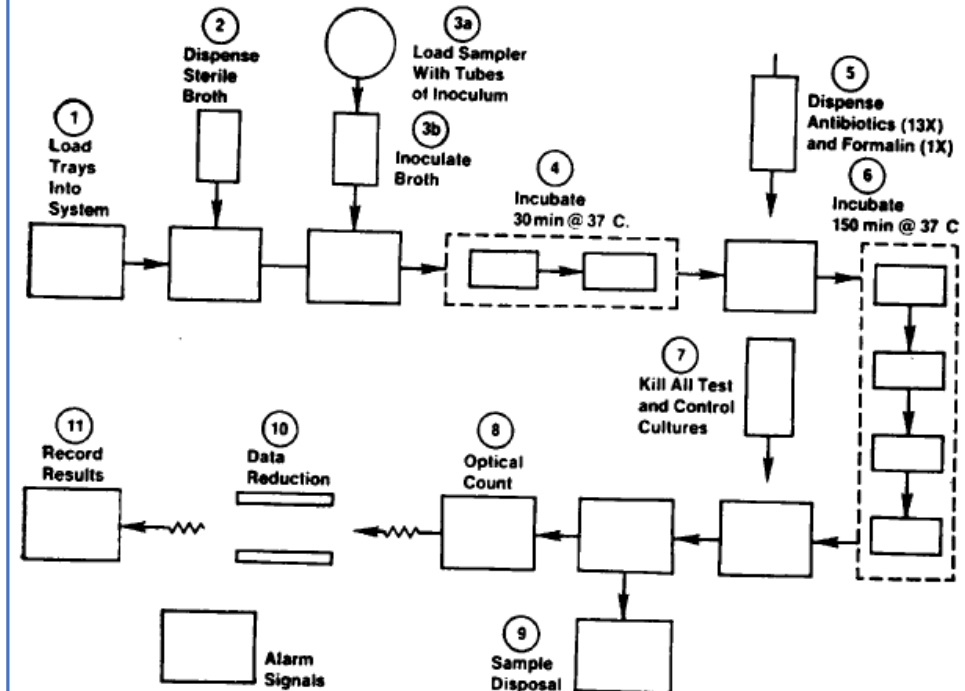 1
Load
Trays
Into
System
2
Dispense
Sterile
Broth
3a
Load Sampler
With Tubes
of Inoculum
3b
Inoculate
Broth
4
Incubate
30 min @ 37 C.
5
Dispense
Antibiotics (13X)
and Formalin (1X)
6
Incubate
150 min @ 37 C
7
Kill All Test
and Control
Cultures
8
Optical
Count
9
Sample
Disposal
10
Data
Reduction
11
Record
Results
Alarm
Signals